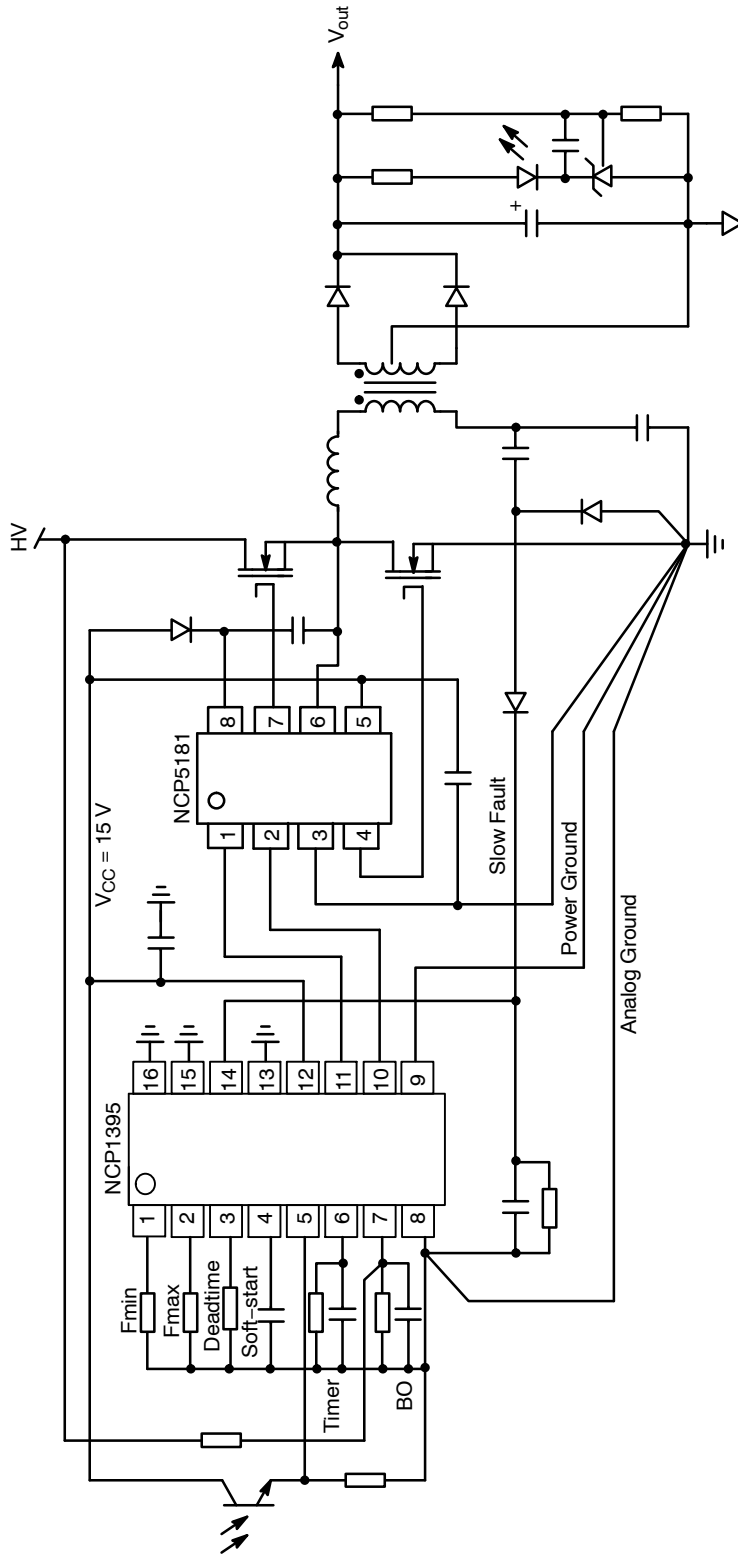 HV
V_CC = 15 V
V_out
NCP1395
NCP5181
Fmin
Fmax
Deadtime
Soft−start
Timer
BO
1
2
3
4
5
6
7
8
16
15
14
13
12
11
10
9
1
2
3
4
8
7
6
5
+
Slow Fault
Power Ground
Analog Ground